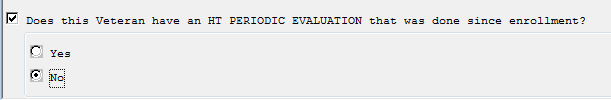 Does this Veteran have an HT PERIODIC EVALUATION that was done since enrollment?
Yes
No